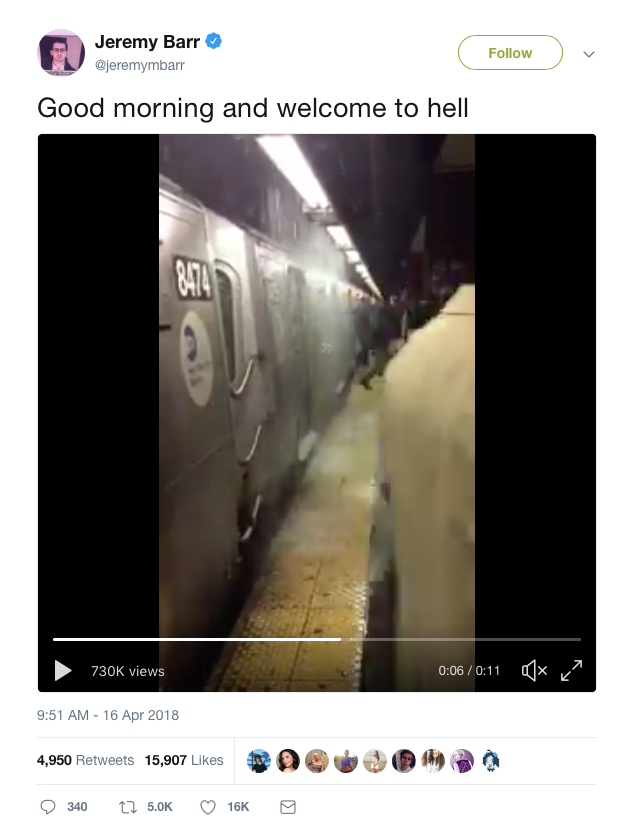 Jeremy Barr
@jeremymbarr
Follow
Good morning and welcome to hell
8474
730K views
0:06 / 0:11
9:51 AM - 16 Apr 2018
4,950 Retweets 15,907 Likes
340 5.0K 16K